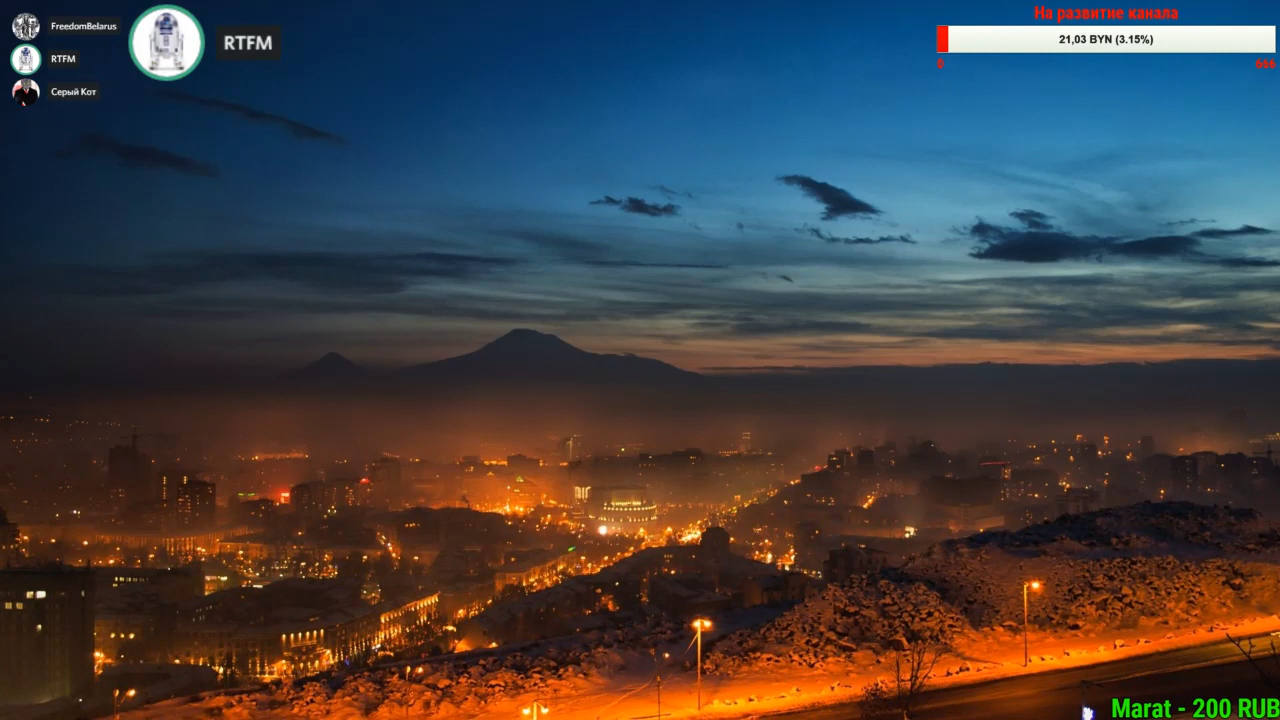 FreedomBelarus
RTFM
RTFM
Серый Кот
На развитие канала
21,03 BYN (3.15%)
0
666
Marat - 200 RUB